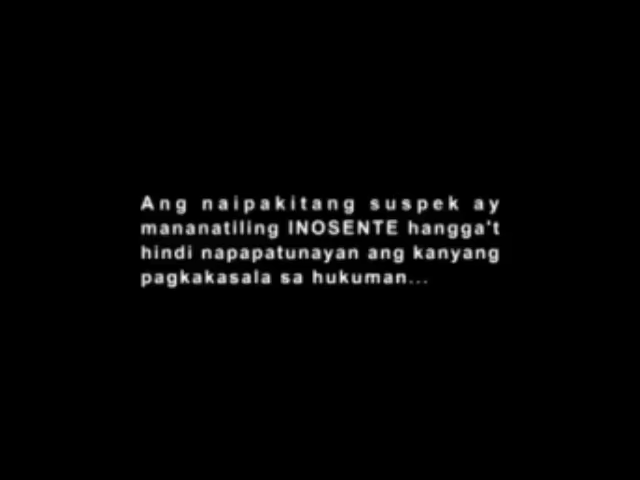 Ang naipakitang suspek ay
mananatiling INOSENTE hangga't
hindi napapatunayan ang kanyang
pagkakasala sa hukuman...